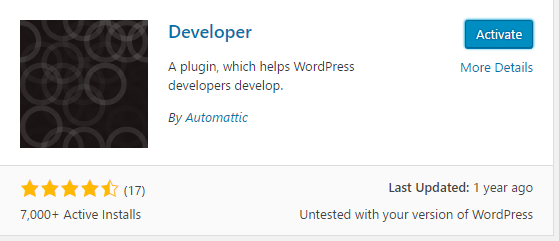 Developer
Activate
A plugin, which helps WordPress
developers develop.
More Details
By Automattic
(17)
Last Updated: 1 year ago
7,000+ Active Installs
Untested with your version of WordPress